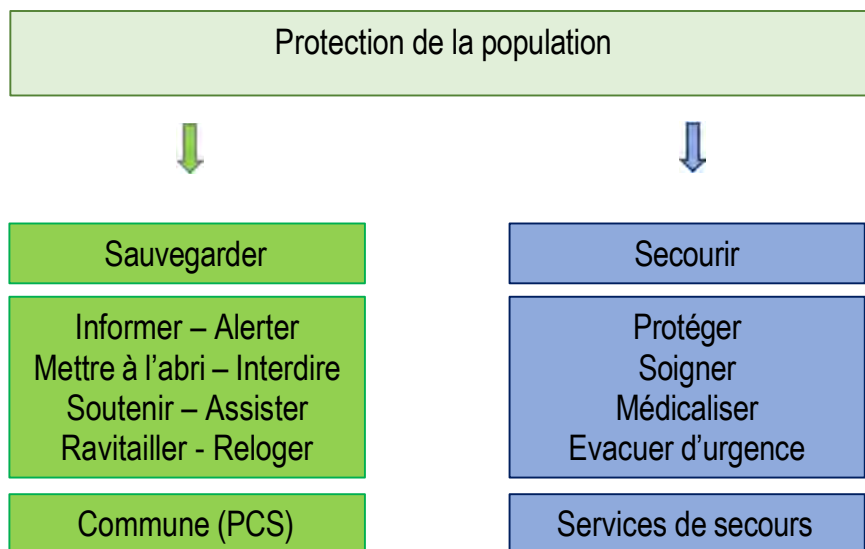 Protection de la population
Sauvegarder
Informer – Alerter
Mettre à l’abri – Interdire
Soutenir – Assister
Ravitailler - Reloger
Commune (PCS)
Secourir
Protéger
Soigner
Médicaliser
Evacuer d’urgence
Services de secours